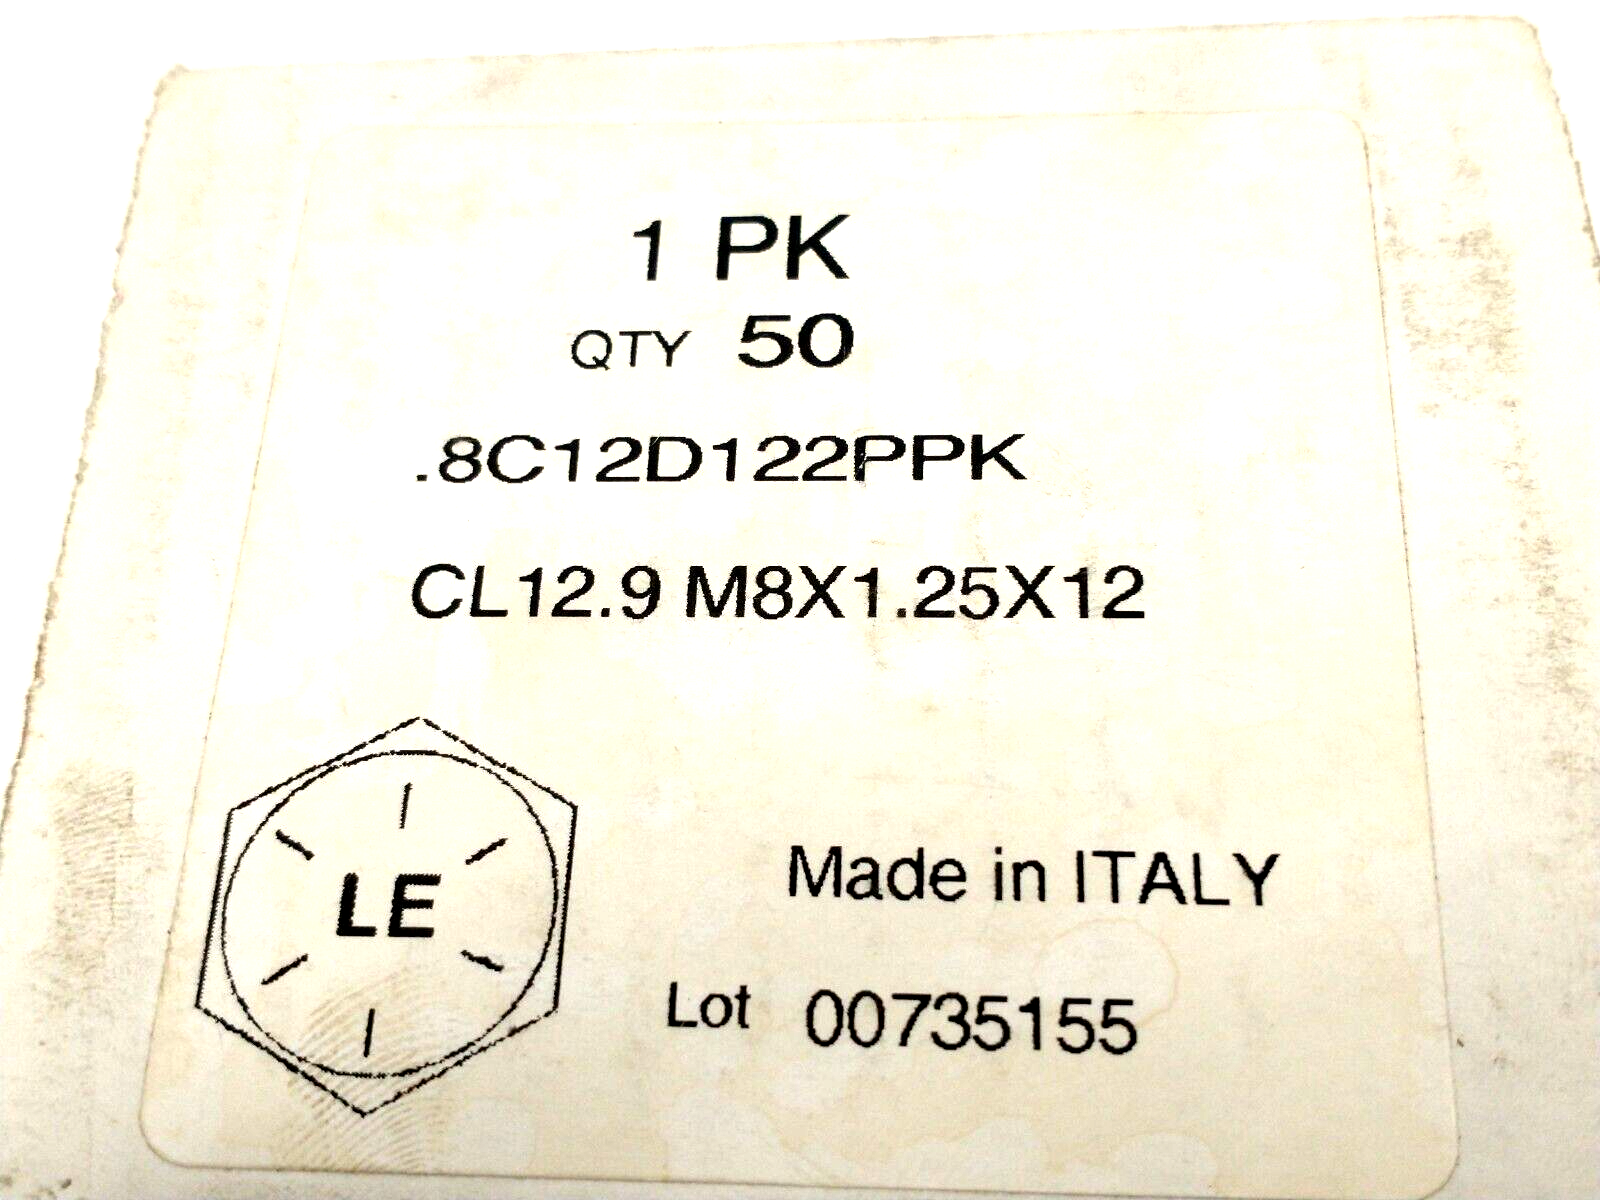 1 PK
QTY 50
.8C12D122PPK
CL12.9 M8X1.25X12
LE
Made in ITALY
Lot 00735155